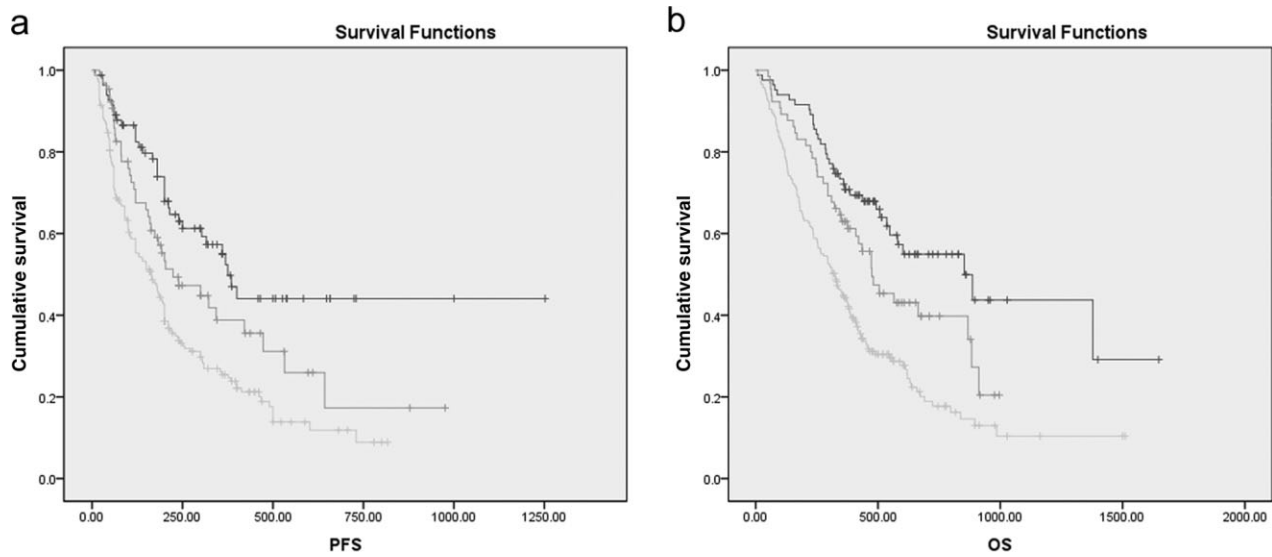 a
Survival Functions
Cumulative survival
1.0
0.8
0.6
0.4
0.2
0.0
0.00 250.00 500.00 750.00 1000.00 1250.00
PFS
b
Survival Functions
Cumulative survival
1.0
0.8
0.6
0.4
0.2
0.0
0.00 500.00 1000.00 1500.00 2000.00
OS